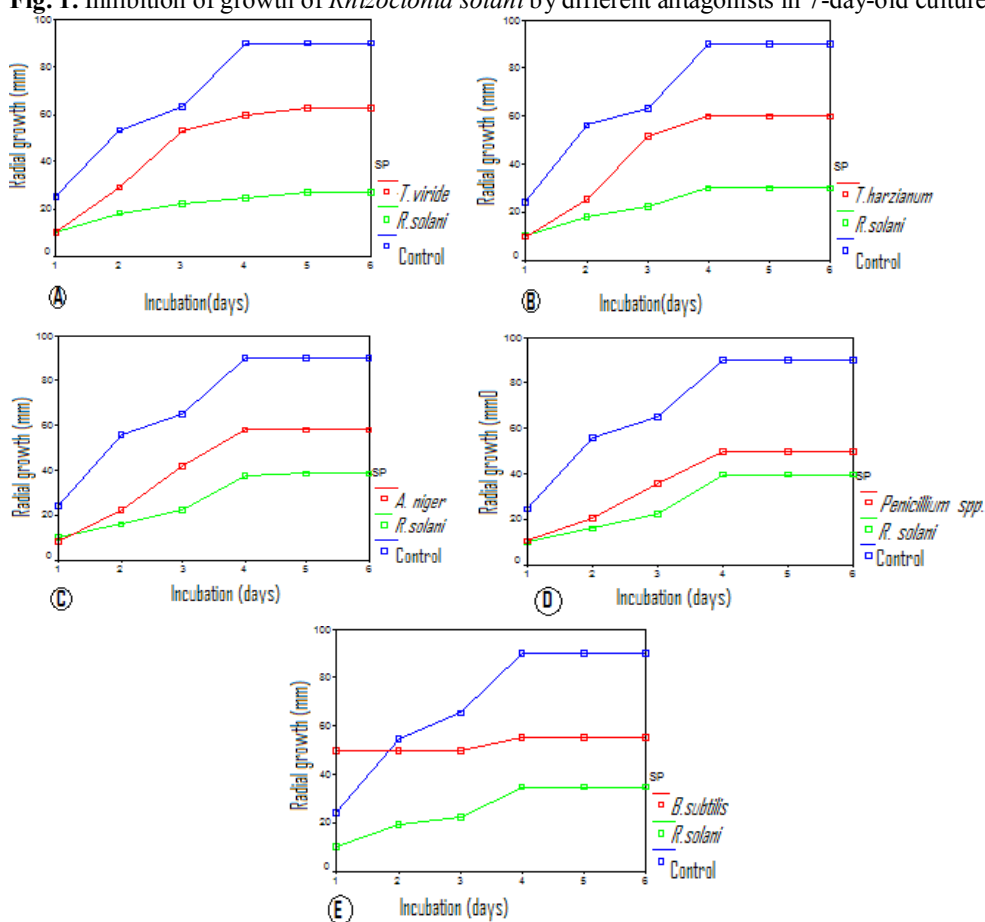 Fig. 1. Inhibition of growth of Rhizoctonia solani by different antagonists in 7-day-old culture
100
80
60
40
20
0
Radial growth (mm)
1 2 3 4 5 6
Incubation(days)
A
SP
T.viride
R.solani
Control
100
80
60
40
20
0
Radial growth (mm)
1 2 3 4 5 6
Incubation (days)
B
SP
T.harzianum
R.solani
Control
100
80
60
40
20
0
Radial growth (mm)
1 2 3 4 5 6
Incubation (days)
C
SP
A. niger
R.solani
Control
100
80
60
40
20
0
Radial growth (mm0
1 2 3 4 5 6
Incubation (days)
D
SP
Penicillium spp.
R. solani
Control
100
80
60
40
20
0
Radial growth (mm)
1 2 3 4 5 6
Incubation (days)
E
SP
B.subtilis
R.solani
Control